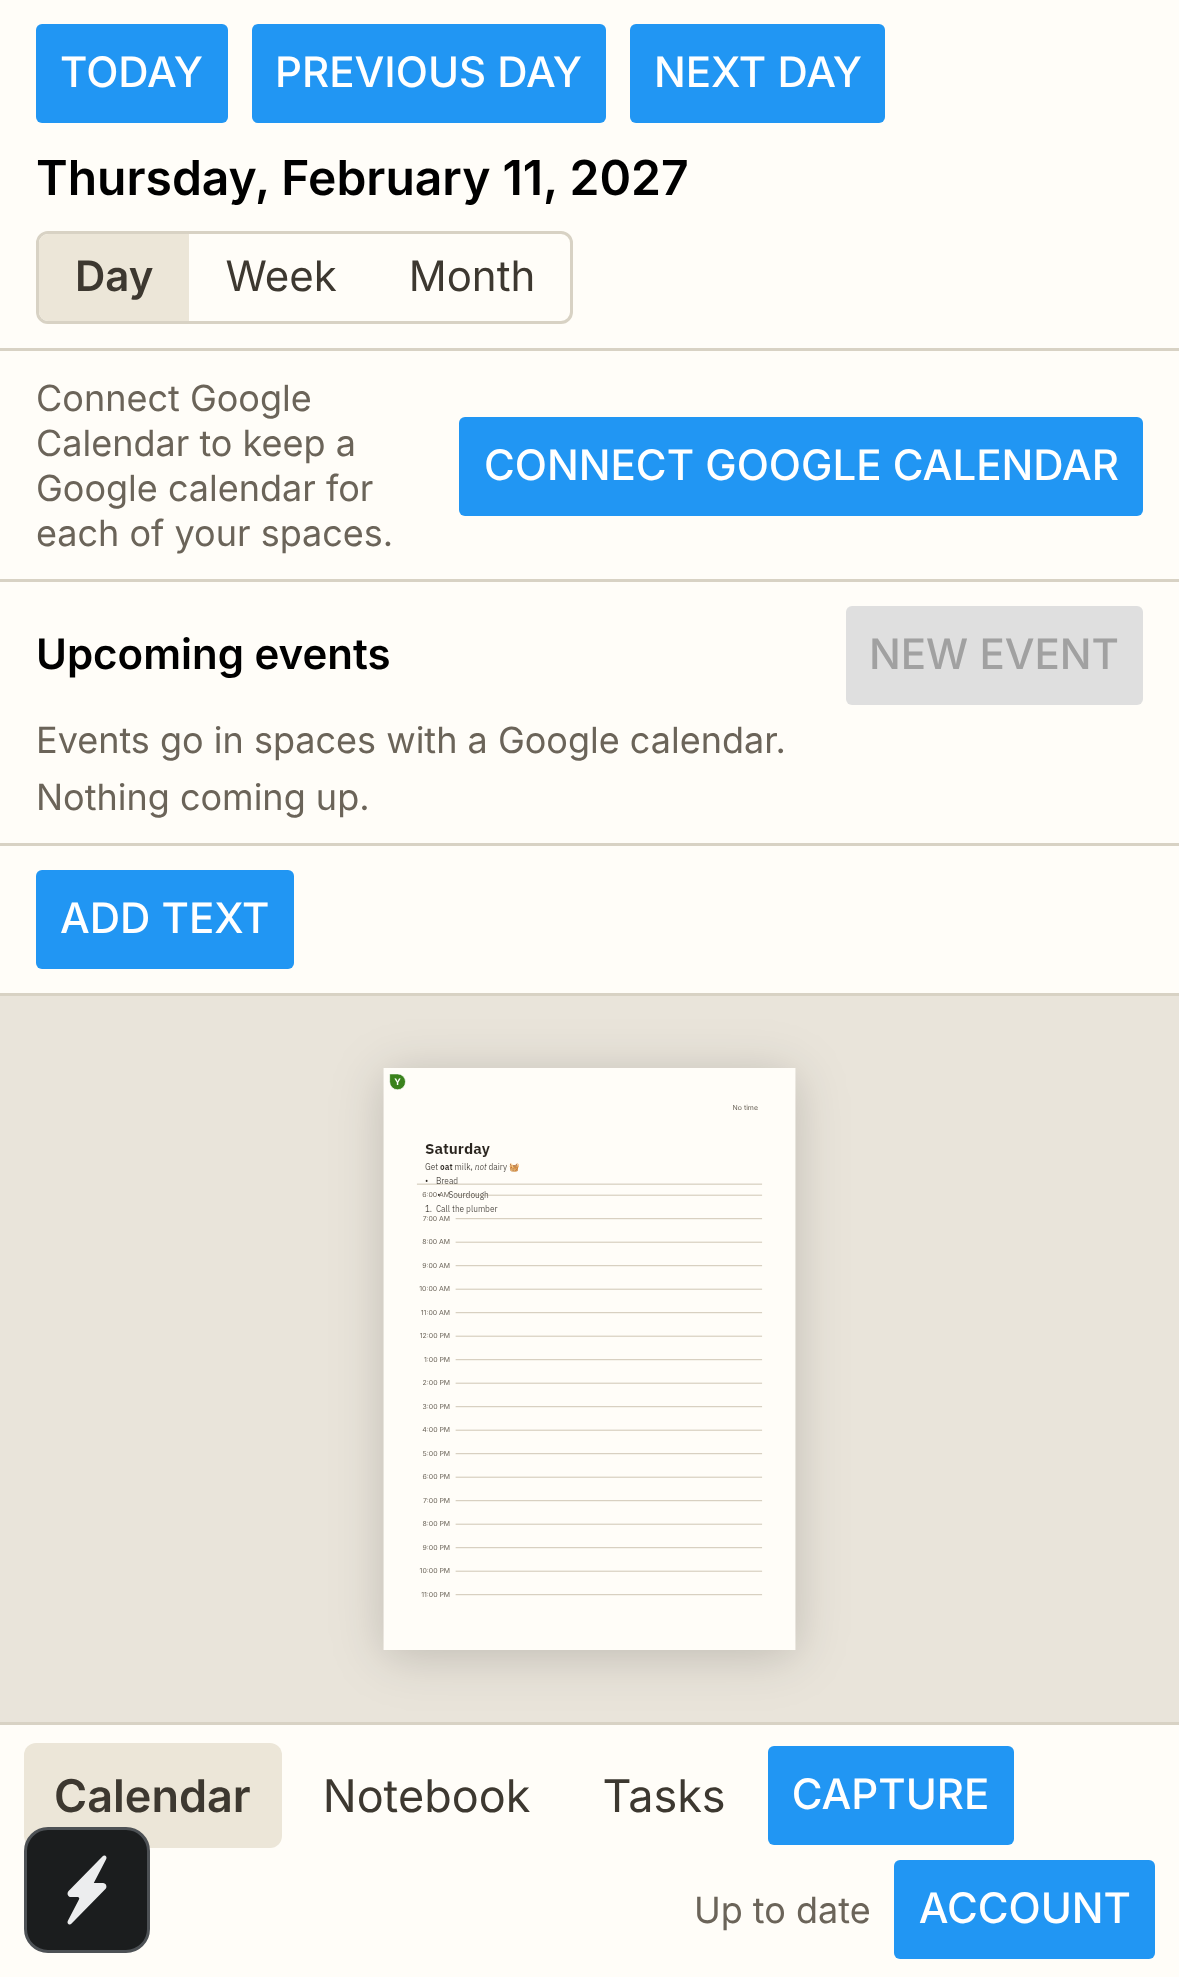 TODAY PREVIOUS DAY NEXT DAY
Thursday, February 11, 2027
Day Week Month
Connect Google
Calendar to keep a
Google calendar for
each of your spaces.
CONNECT GOOGLE CALENDAR
Upcoming events
NEW EVENT
Events go in spaces with a Google calendar.
Nothing coming up.
ADD TEXT
Y
No time
Saturday
Get oat milk, not dairy
• Bread
6:00 AM
• Sourdough
1. Call the plumber
7:00 AM
8:00 AM
9:00 AM
10:00 AM
11:00 AM
12:00 PM
1:00 PM
2:00 PM
3:00 PM
4:00 PM
5:00 PM
6:00 PM
7:00 PM
8:00 PM
9:00 PM
10:00 PM
11:00 PM
Calendar Notebook Tasks CAPTURE
Up to date ACCOUNT